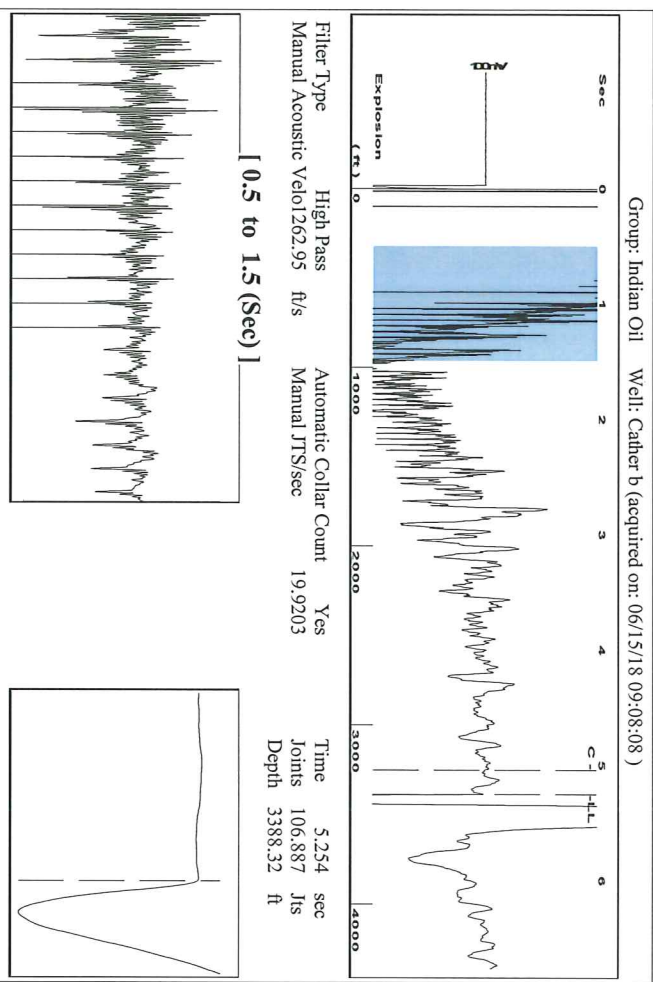 Group: Indian Oil Well: Cather b (acquired on: 06/15/18 09:08:08 )
Sec 0 1 2 3 4 5 6
100mV
C -
-LL
Explosion
(ft) 0 1000 2000 3000 4000
Filter Type High Pass Automatic Collar Count Yes Time 5.254 sec
Manual Acoustic Velo1262.95 ft/s Manual JTS/sec 19.9203 Joints 106.887 Jts
Depth 3388.32 ft
[ 0.5 to 1.5 (Sec) ]